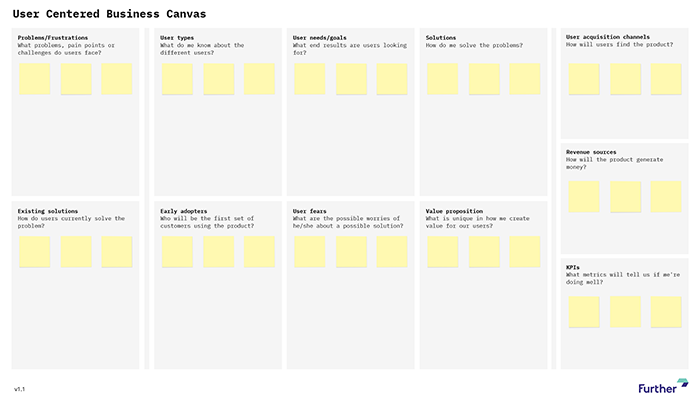 User Centered Business Canvas
Problems/Frustrations
What problems, pain points or
challenges do users face?
User types
What do me know about the
different users?
User needs/goals
What end results are users looking
for?
Solutions
How do me solve the problems?
User acquisition channels
How will users find the product?
Revenue sources
How will the product generate
money?
Existing solutions
How do users currently solve the
problem?
Early adopters
Who will be the first set of
customers using the product?
User fears
What are the possible worries of
he/she about a possible solution?
Value proposition
What is unique in how we create
value for our users?
KPIs
What metrics will tell us if we're
doing well?
v1.1
Further